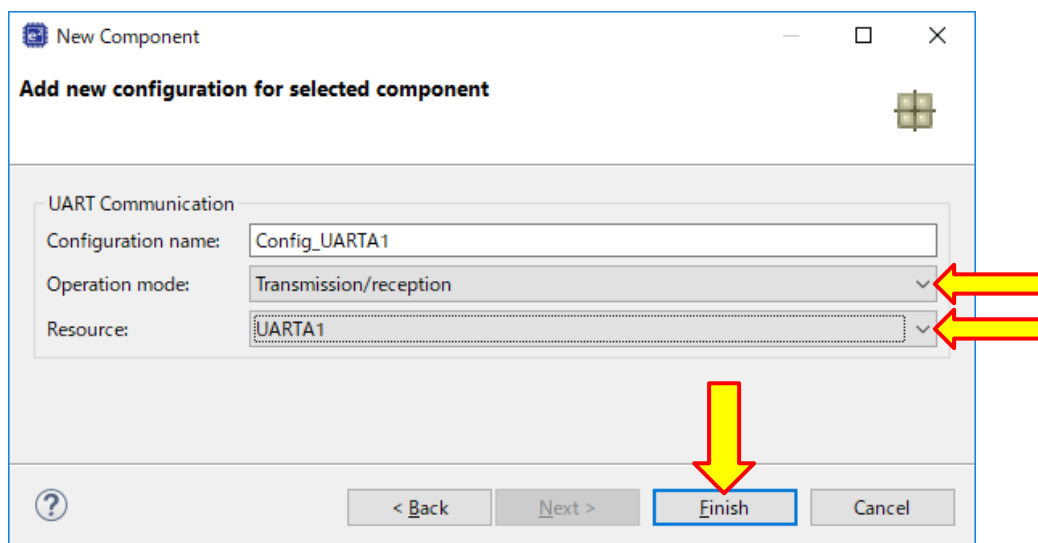 New Component
Add new configuration for selected component
UART Communication
Configuration name: Config_UARTA1
Operation mode: Transmission/reception
Resource: UARTA1
< Back Next > Finish Cancel